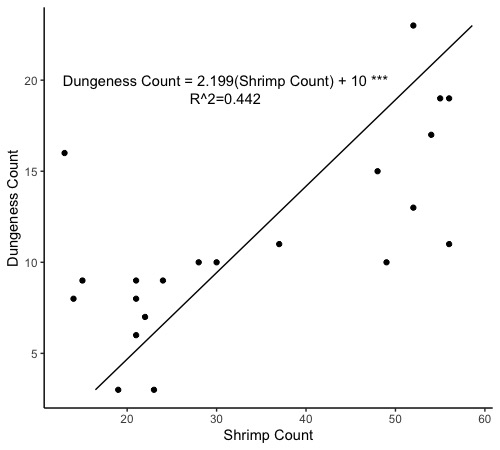 Dungeness Count = 2.199(Shrimp Count) + 10 ***
R^2=0.442
Dungeness Count
20
15
10
5
20
30
40
50
60
Shrimp Count